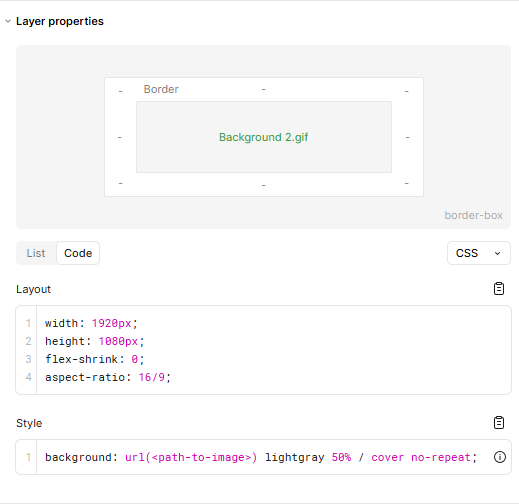 Layer properties
- Border - -
- Background 2.gif -
- - -
border-box
List Code CSS
Layout
1 width: 1920px;
2 height: 1080px;
3 flex-shrink: 0;
4 aspect-ratio: 16/9;
Style
1 background: url(<path-to-image>) lightgray 50% / cover no-repeat;